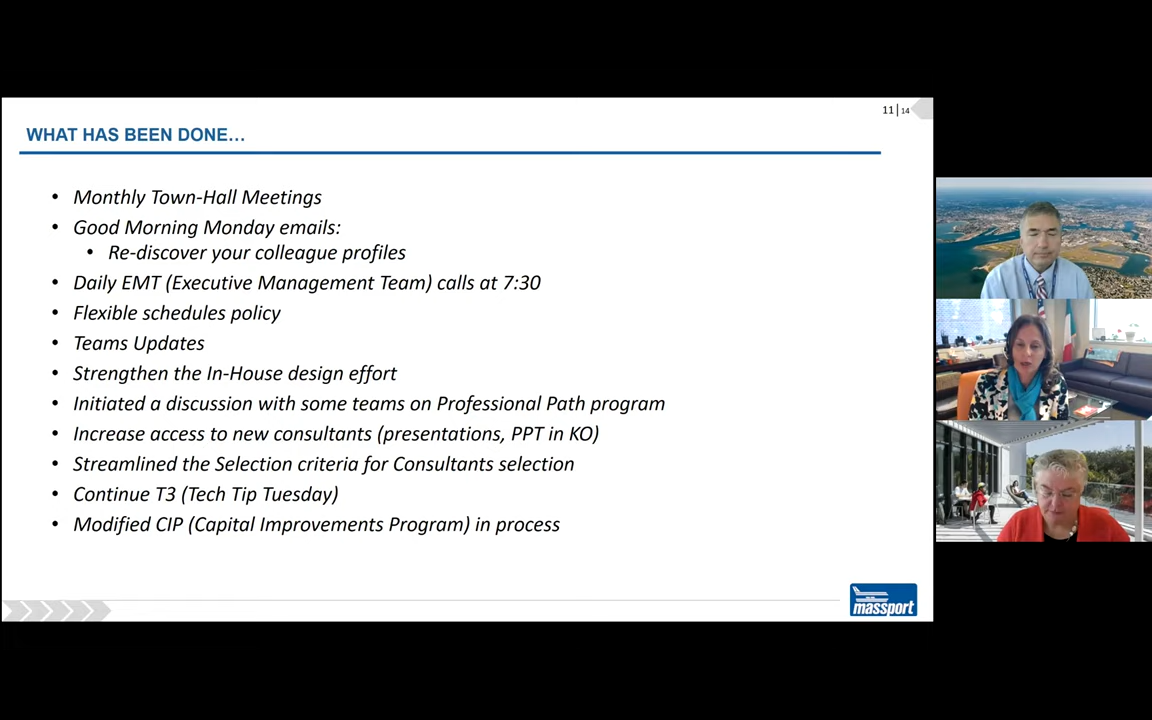 11|14
WHAT HAS BEEN DONE…
• Monthly Town-Hall Meetings
• Good Morning Monday emails:
• Re-discover your colleague profiles
• Daily EMT (Executive Management Team) calls at 7:30
• Flexible schedules policy
• Teams Updates
• Strengthen the In-House design effort
• Initiated a discussion with some teams on Professional Path program
• Increase access to new consultants (presentations, PPT in KO)
• Streamlined the Selection criteria for Consultants selection
• Continue T3 (Tech Tip Tuesday)
• Modified CIP (Capital Improvements Program) in process
massport